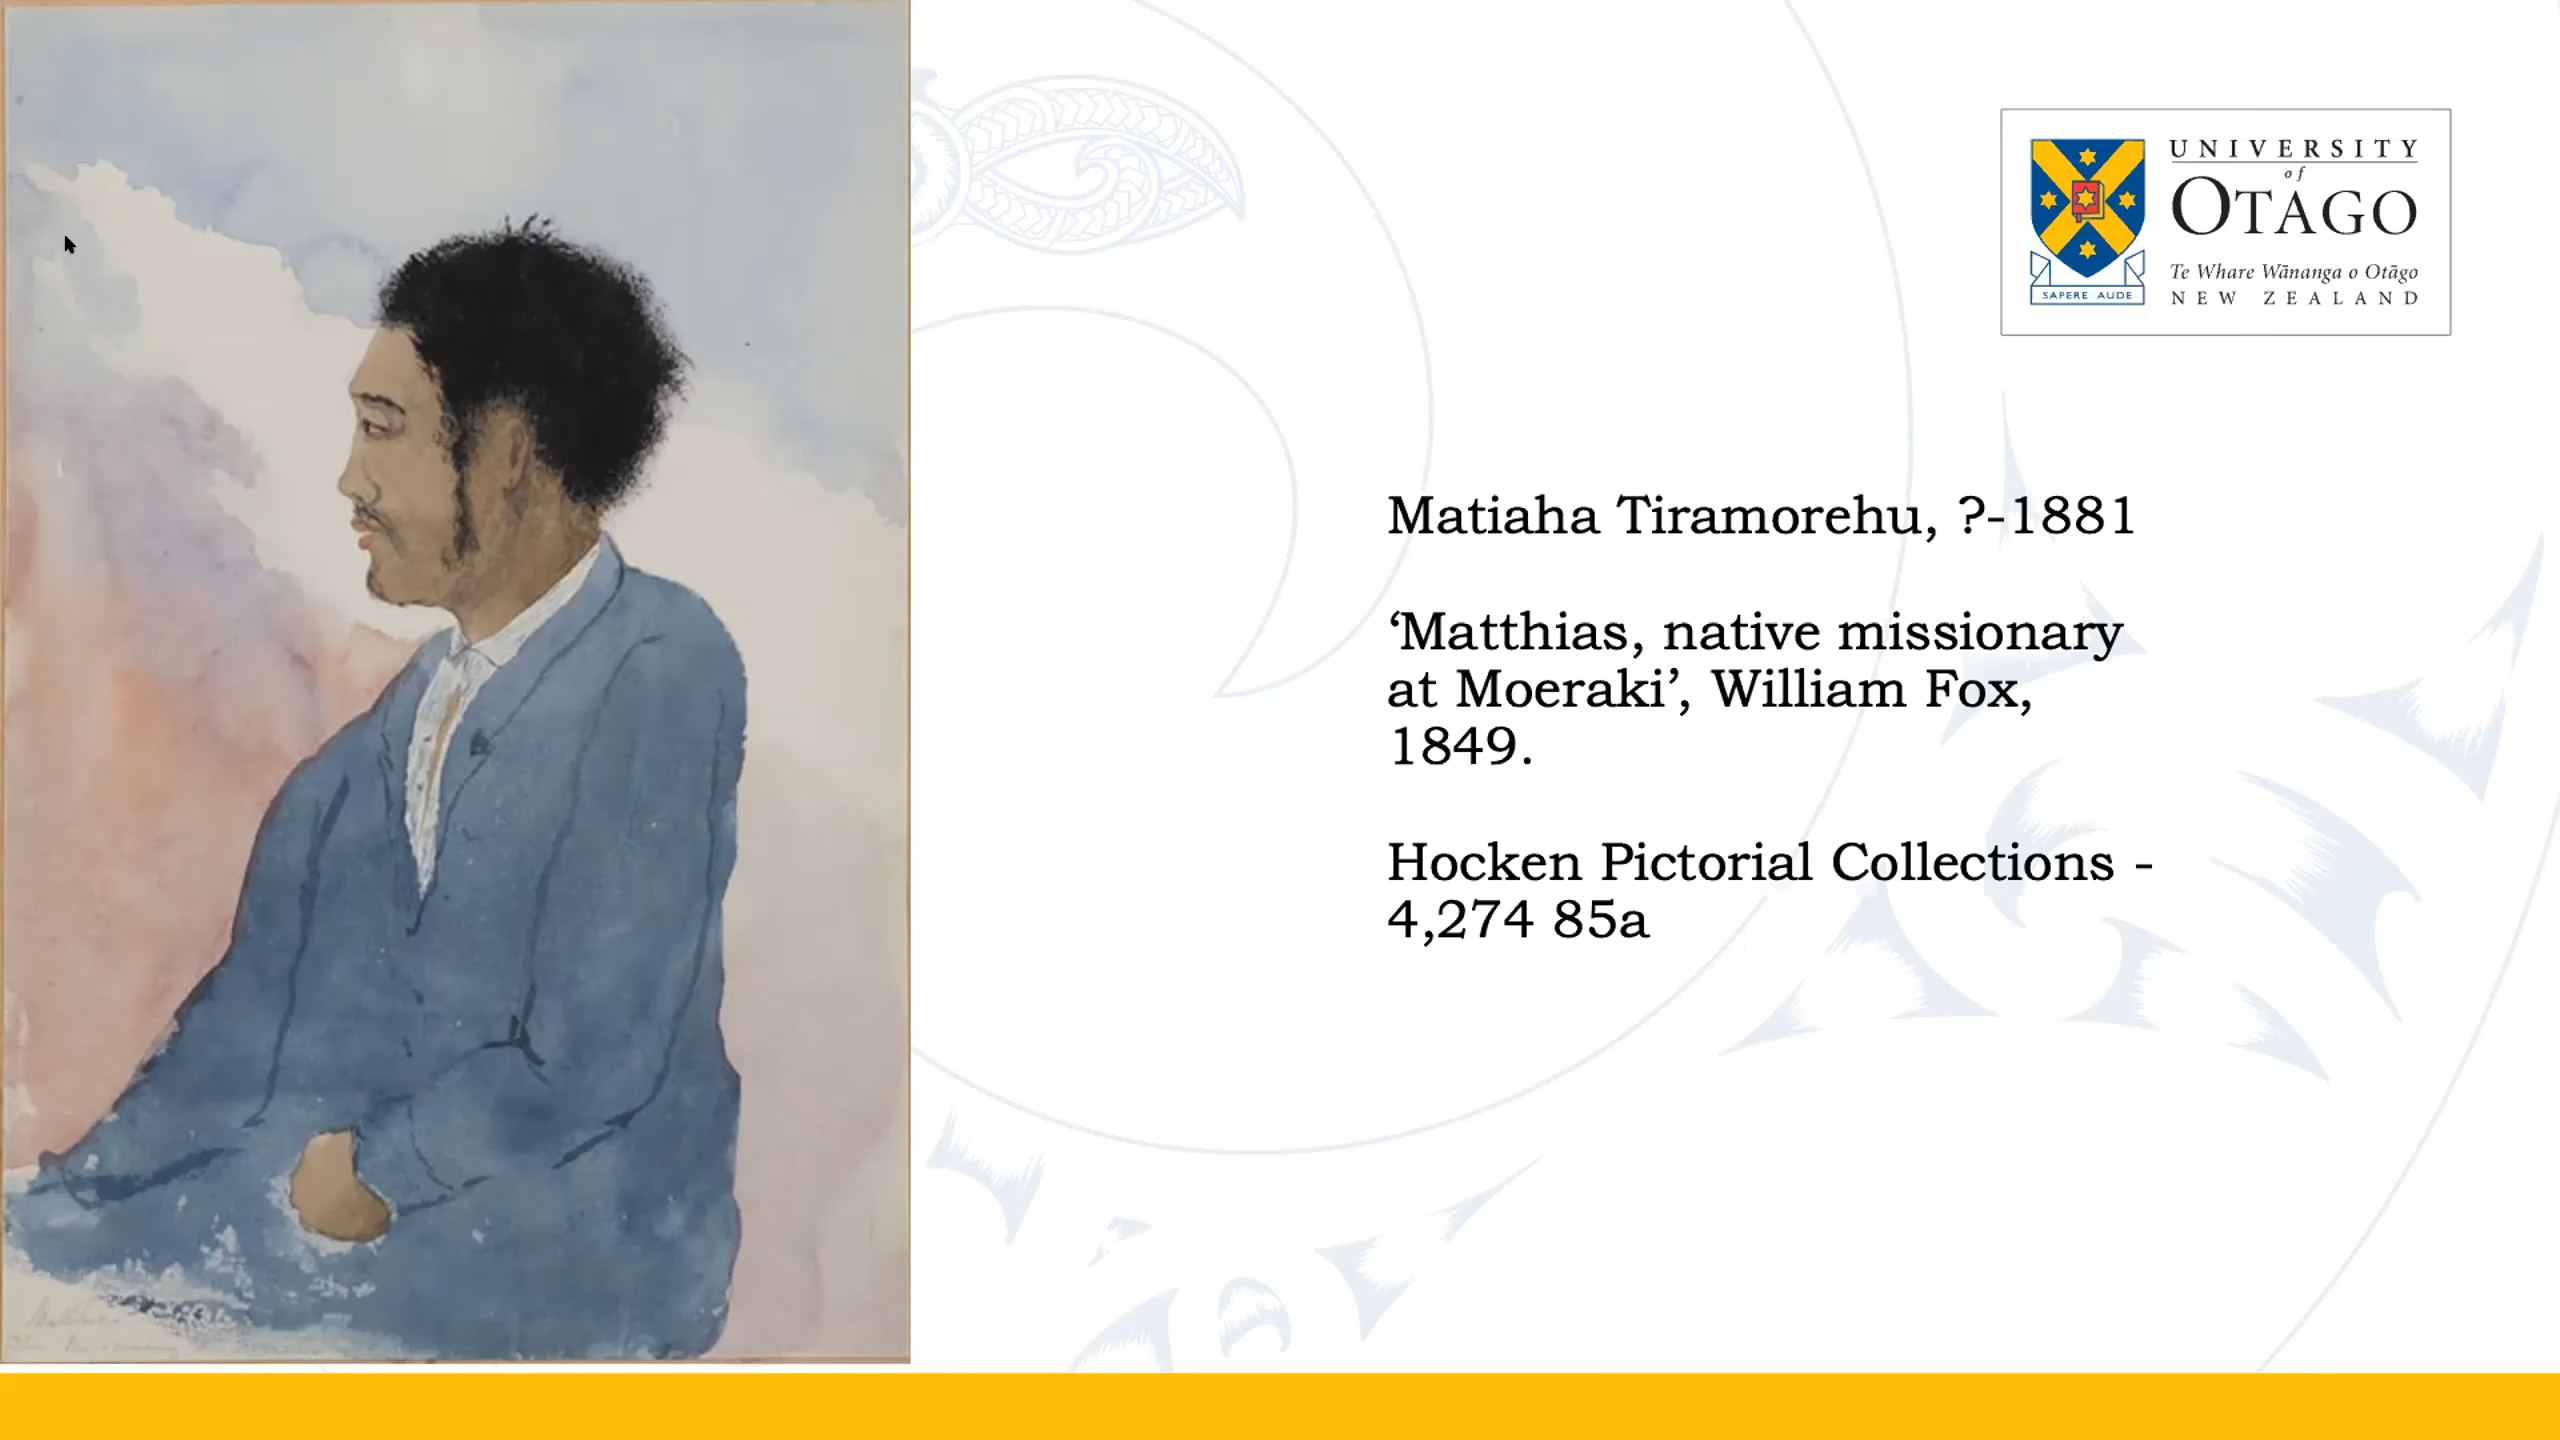 UNIVERSITY
of
OTAGO
Te Whare Wānanga o Otāgo
NEW ZEALAND
SAPERE AUDE
Matiaha Tiramorehu, ?-1881
‘Matthias, native missionary
at Moeraki’, William Fox,
1849.
Hocken Pictorial Collections -
4,274 85a